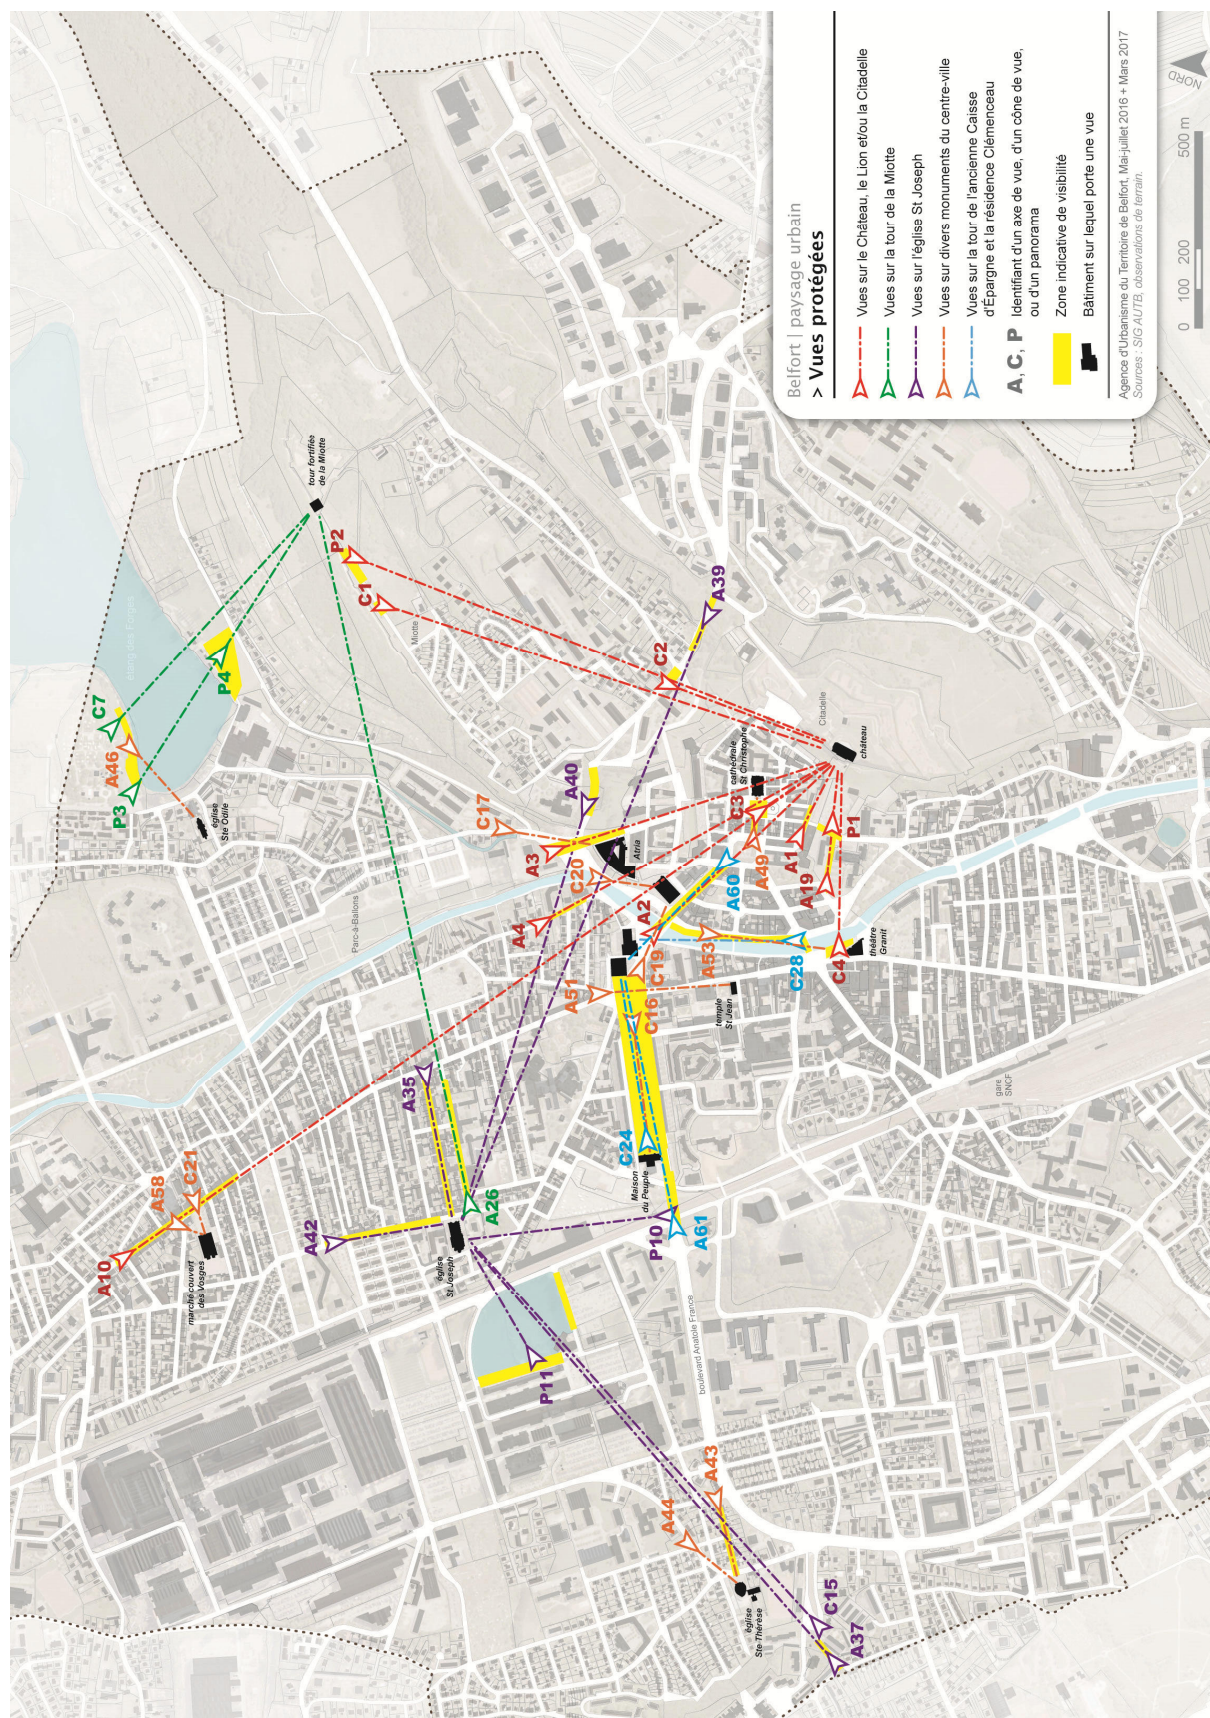 Belfort | paysage urbain
> Vues protégées
Vues sur le Château, le Lion et/ou la Citadelle
Vues sur la tour de la Miotte
Vues sur l'église St Joseph
Vues sur divers monuments du centre-ville
Vues sur la tour de l'ancienne Caisse
d'Épargne et la résidence Clémenceau
A, C, P
Identifiant d'un axe de vue, d'un cône de vue,
ou d'un panorama
Zone indicative de visibilité
Bâtiment sur lequel porte une vue
Agence d'Urbanisme du Territoire de Belfort, Mai-juillet 2016 + Mars 2017
Sources : SIG AUTB, observations de terrain.
0 100 200 500 m
NORD
A10
A58
C21
marché couvert
des Vosges
A42
A35
A26
église
St Joseph
P11
P10
A61
C24
Maison
du Peuple
boulevard Anatole France
A43
A44
église
Ste-Thérèse
C15
A37
P3
A46
C7
P4
étang des Forges
église
Ste Odile
Parc-à-Ballons
tour fortifiée
de la Miotte
P2
C1
Miotte
A39
C2
A40
C17
A3
C20
Atria
A4
A2
A51
C19
C16
A53
A60
temple
St Jean
C28
C4
théâtre
Granit
A49
C3
cathédrale
St Christophe
A1
A19
P1
Citadelle
château
gare
SNCF